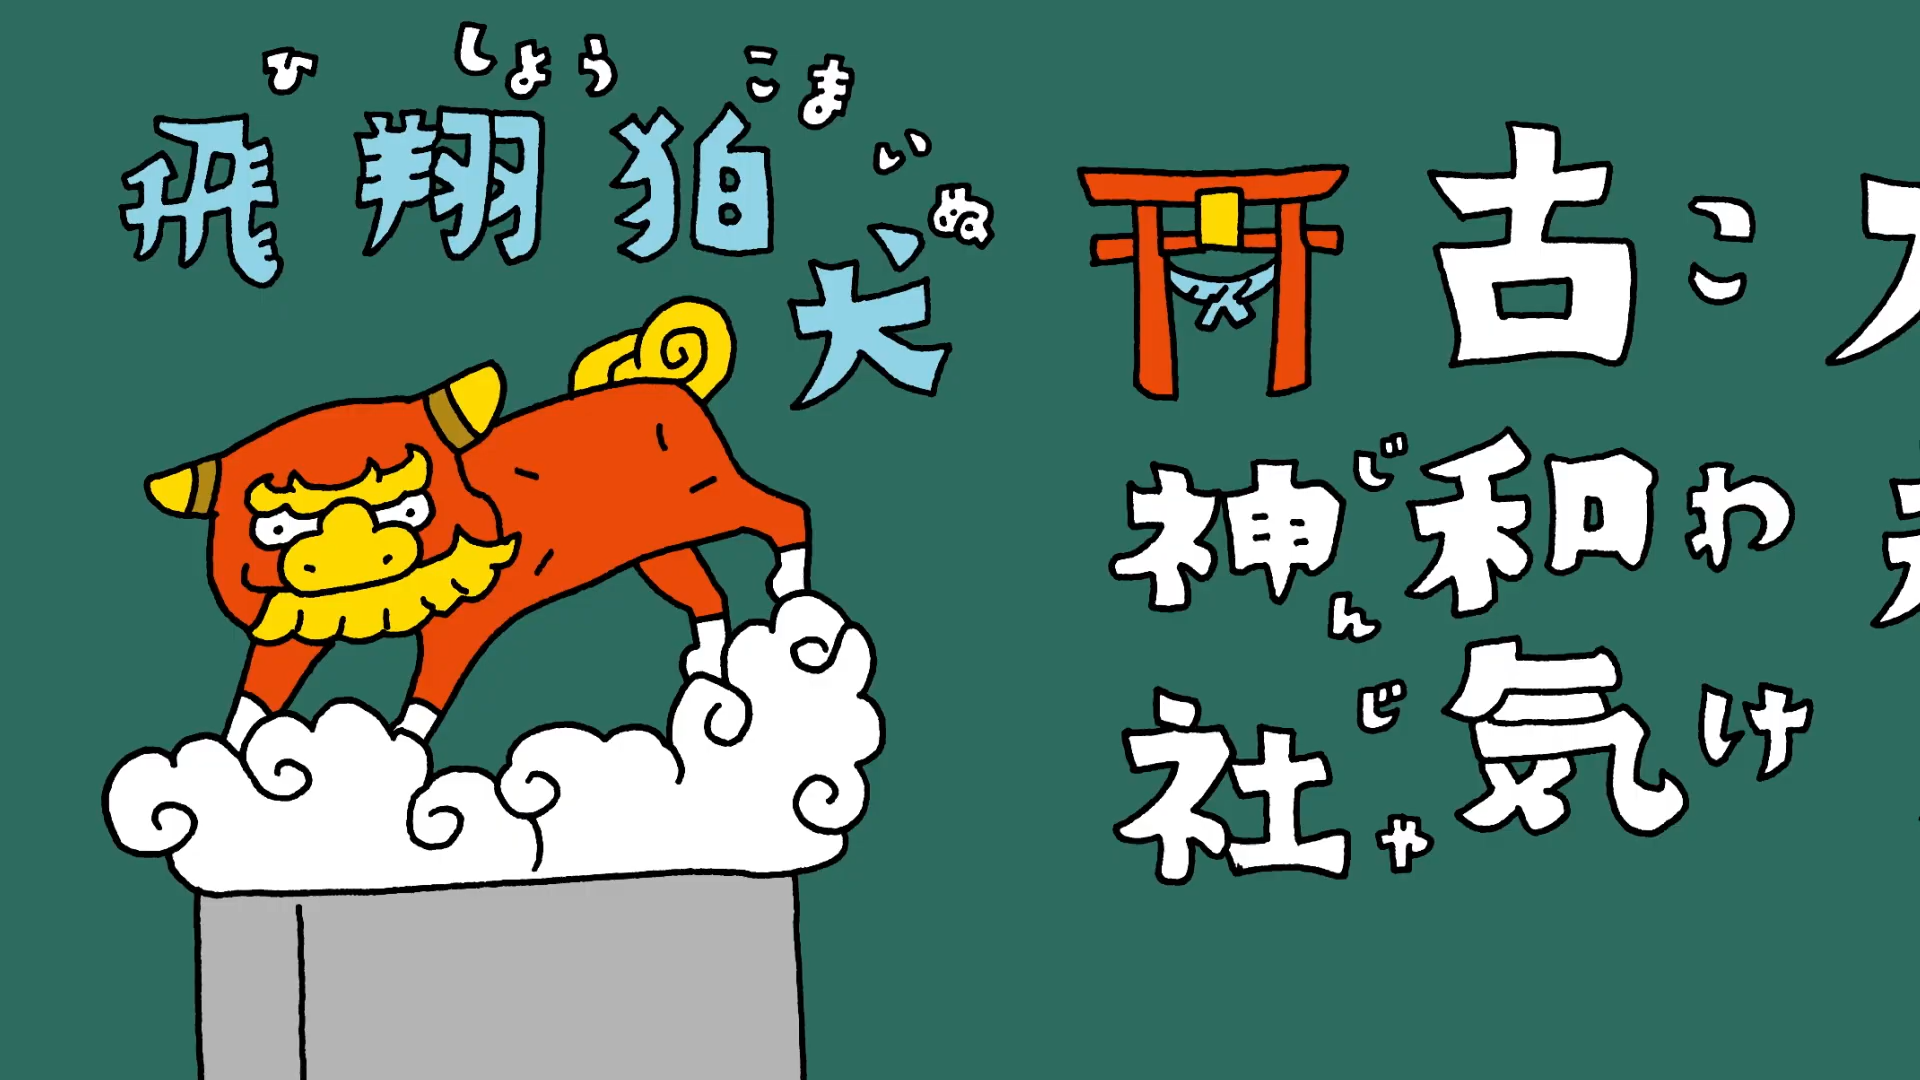 ひしょうこまいぬ
飛翔狛犬
古和気
こわけ
神社
じんじゃ